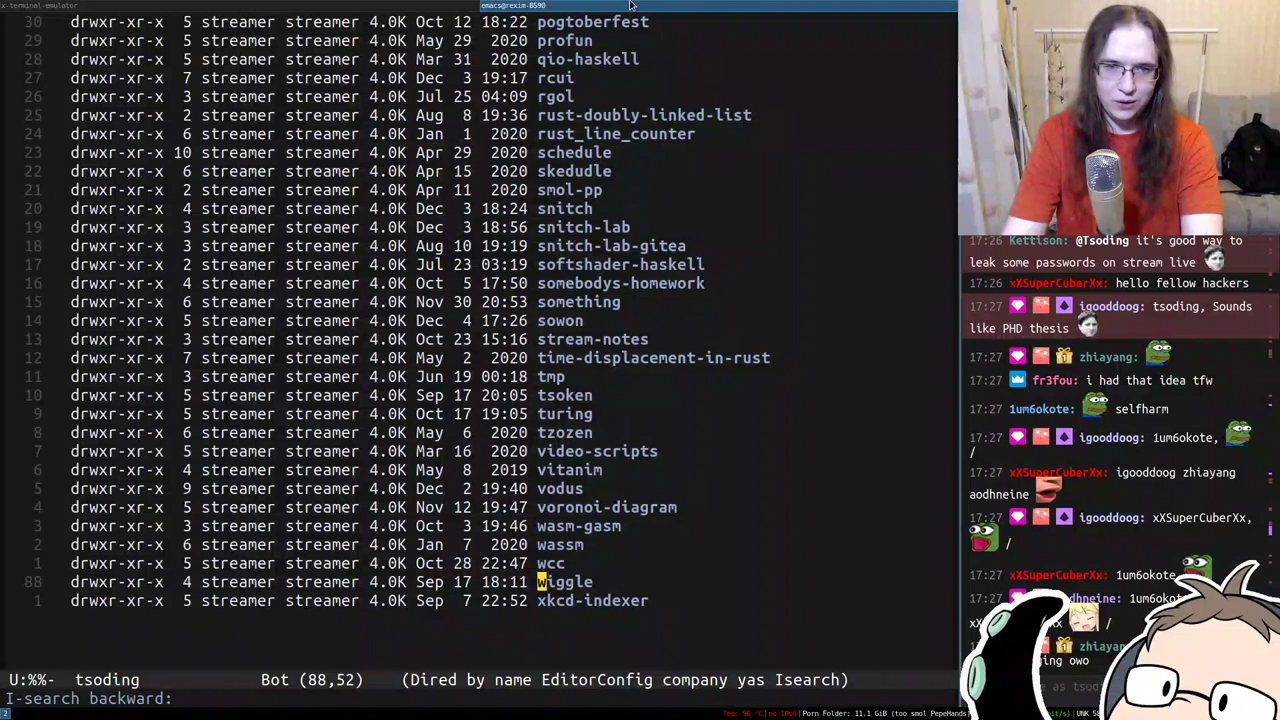 x-terminal-emulator
emacs@rexim-B590
30 drwxr-xr-x 5 streamer streamer 4.0K Oct 12 18:22 pogtoberfest
29 drwxr-xr-x 5 streamer streamer 4.0K May 29 2020 profun
28 drwxr-xr-x 5 streamer streamer 4.0K Mar 31 2020 qio-haskell
27 drwxr-xr-x 7 streamer streamer 4.0K Dec 3 19:17 rcui
26 drwxr-xr-x 3 streamer streamer 4.0K Jul 25 04:09 rgol
25 drwxr-xr-x 2 streamer streamer 4.0K Aug 8 19:36 rust-doubly-linked-list
24 drwxr-xr-x 6 streamer streamer 4.0K Jan 1 2020 rust_line_counter
23 drwxr-xr-x 10 streamer streamer 4.0K Apr 29 2020 schedule
22 drwxr-xr-x 6 streamer streamer 4.0K Apr 15 2020 skedudle
21 drwxr-xr-x 2 streamer streamer 4.0K Apr 11 2020 smol-pp
20 drwxr-xr-x 4 streamer streamer 4.0K Dec 3 18:24 snitch
19 drwxr-xr-x 3 streamer streamer 4.0K Dec 3 18:56 snitch-lab
18 drwxr-xr-x 3 streamer streamer 4.0K Aug 10 19:19 snitch-lab-gitea
17 drwxr-xr-x 2 streamer streamer 4.0K Jul 23 03:19 softshader-haskell
16 drwxr-xr-x 4 streamer streamer 4.0K Oct 5 17:50 somebodys-homework
15 drwxr-xr-x 6 streamer streamer 4.0K Nov 30 20:53 something
14 drwxr-xr-x 5 streamer streamer 4.0K Dec 4 17:26 sowon
13 drwxr-xr-x 3 streamer streamer 4.0K Oct 23 15:16 stream-notes
12 drwxr-xr-x 7 streamer streamer 4.0K May 2 2020 time-displacement-in-rust
11 drwxr-xr-x 3 streamer streamer 4.0K Jun 19 00:18 tmp
10 drwxr-xr-x 5 streamer streamer 4.0K Sep 17 20:05 tsoken
9 drwxr-xr-x 5 streamer streamer 4.0K Oct 17 19:05 turing
8 drwxr-xr-x 6 streamer streamer 4.0K May 6 2020 tzozen
7 drwxr-xr-x 5 streamer streamer 4.0K Mar 16 2020 video-scripts
6 drwxr-xr-x 4 streamer streamer 4.0K May 8 2019 vitanim
5 drwxr-xr-x 9 streamer streamer 4.0K Dec 2 19:40 vodus
4 drwxr-xr-x 5 streamer streamer 4.0K Nov 12 19:47 voronoi-diagram
3 drwxr-xr-x 3 streamer streamer 4.0K Oct 3 19:46 wasm-gasm
2 drwxr-xr-x 6 streamer streamer 4.0K Jan 7 2020 wassm
1 drwxr-xr-x 5 streamer streamer 4.0K Oct 28 22:47 wcc
88 drwxr-xr-x 4 streamer streamer 4.0K Sep 17 18:11 wiggle
1 drwxr-xr-x 5 streamer streamer 4.0K Sep 7 22:52 xkcd-indexer
U:%%- tsoding Bot (88,52) (Dired by name EditorConfig company yas Isearch)
I-search backward:
17:26 Kettison: @Tsoding it's good way to
leak some passwords on stream live
17:26 xXSuperCuberXx: hello fellow hackers
17:27 igooddoog: tsoding, Sounds
like PHD thesis
17:27 zhiayang:
17:27 fr3fou: i had that idea tfw
17:27 1um6okote: selfharm
17:27 igooddoog: 1um6okote,
/
17:27 xXSuperCuberXx: igooddoog zhiayang
aodhneine
17:27 igooddoog: xXSuperCuberXx,
/
17:27 xXSuperCuberXx: 1um6okote
1um6okote,
/
zhiayang
owo
2
no IPv6| Porn Folder: 11.1 GiB (too smol PepeHands)